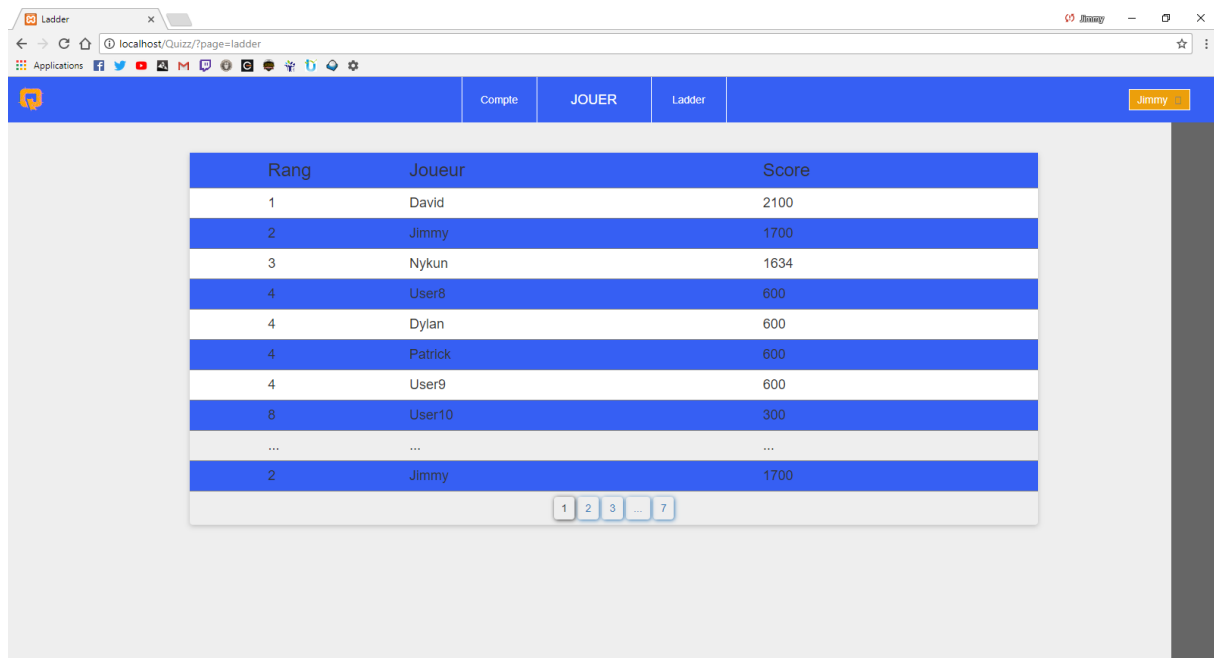 Ladder
Jimmy
localhost/Quizz/?page=ladder
Applications
Compte JOUER Ladder Jimmy
Rang Joueur Score
1 David 2100
2 Jimmy 1700
3 Nykun 1634
4 User8 600
4 Dylan 600
4 Patrick 600
4 User9 600
8 User10 300
... ... ...
2 Jimmy 1700
1 2 3 ... 7